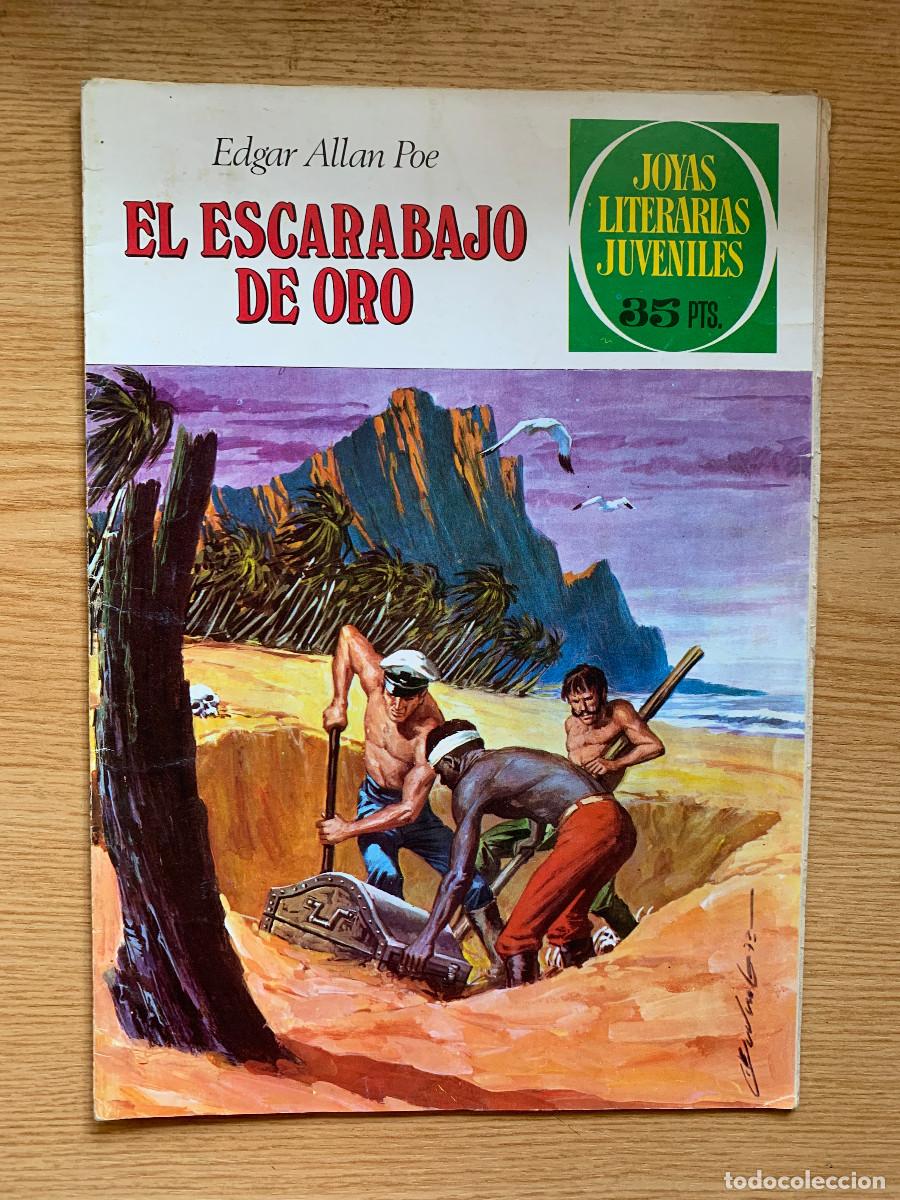 Edgar Allan Poe
EL ESCARABAJO
DE ORO
JOYAS
LITERARIAS
JUVENILES
35 PTS.
todocoleccion